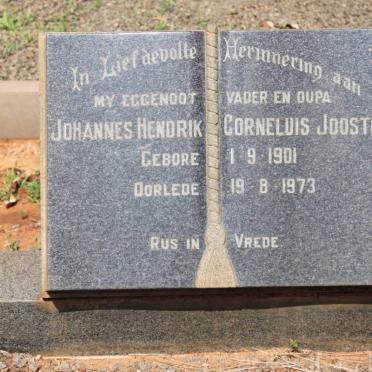 In Liefdevolle Herinnering aan
MY EGGENOOT VADER EN OUPA
JOHANNES HENDRIK CORNELUIS
GEBORE 1-9-1901
OORLEDE 19-8-1973
RUS IN VREDE